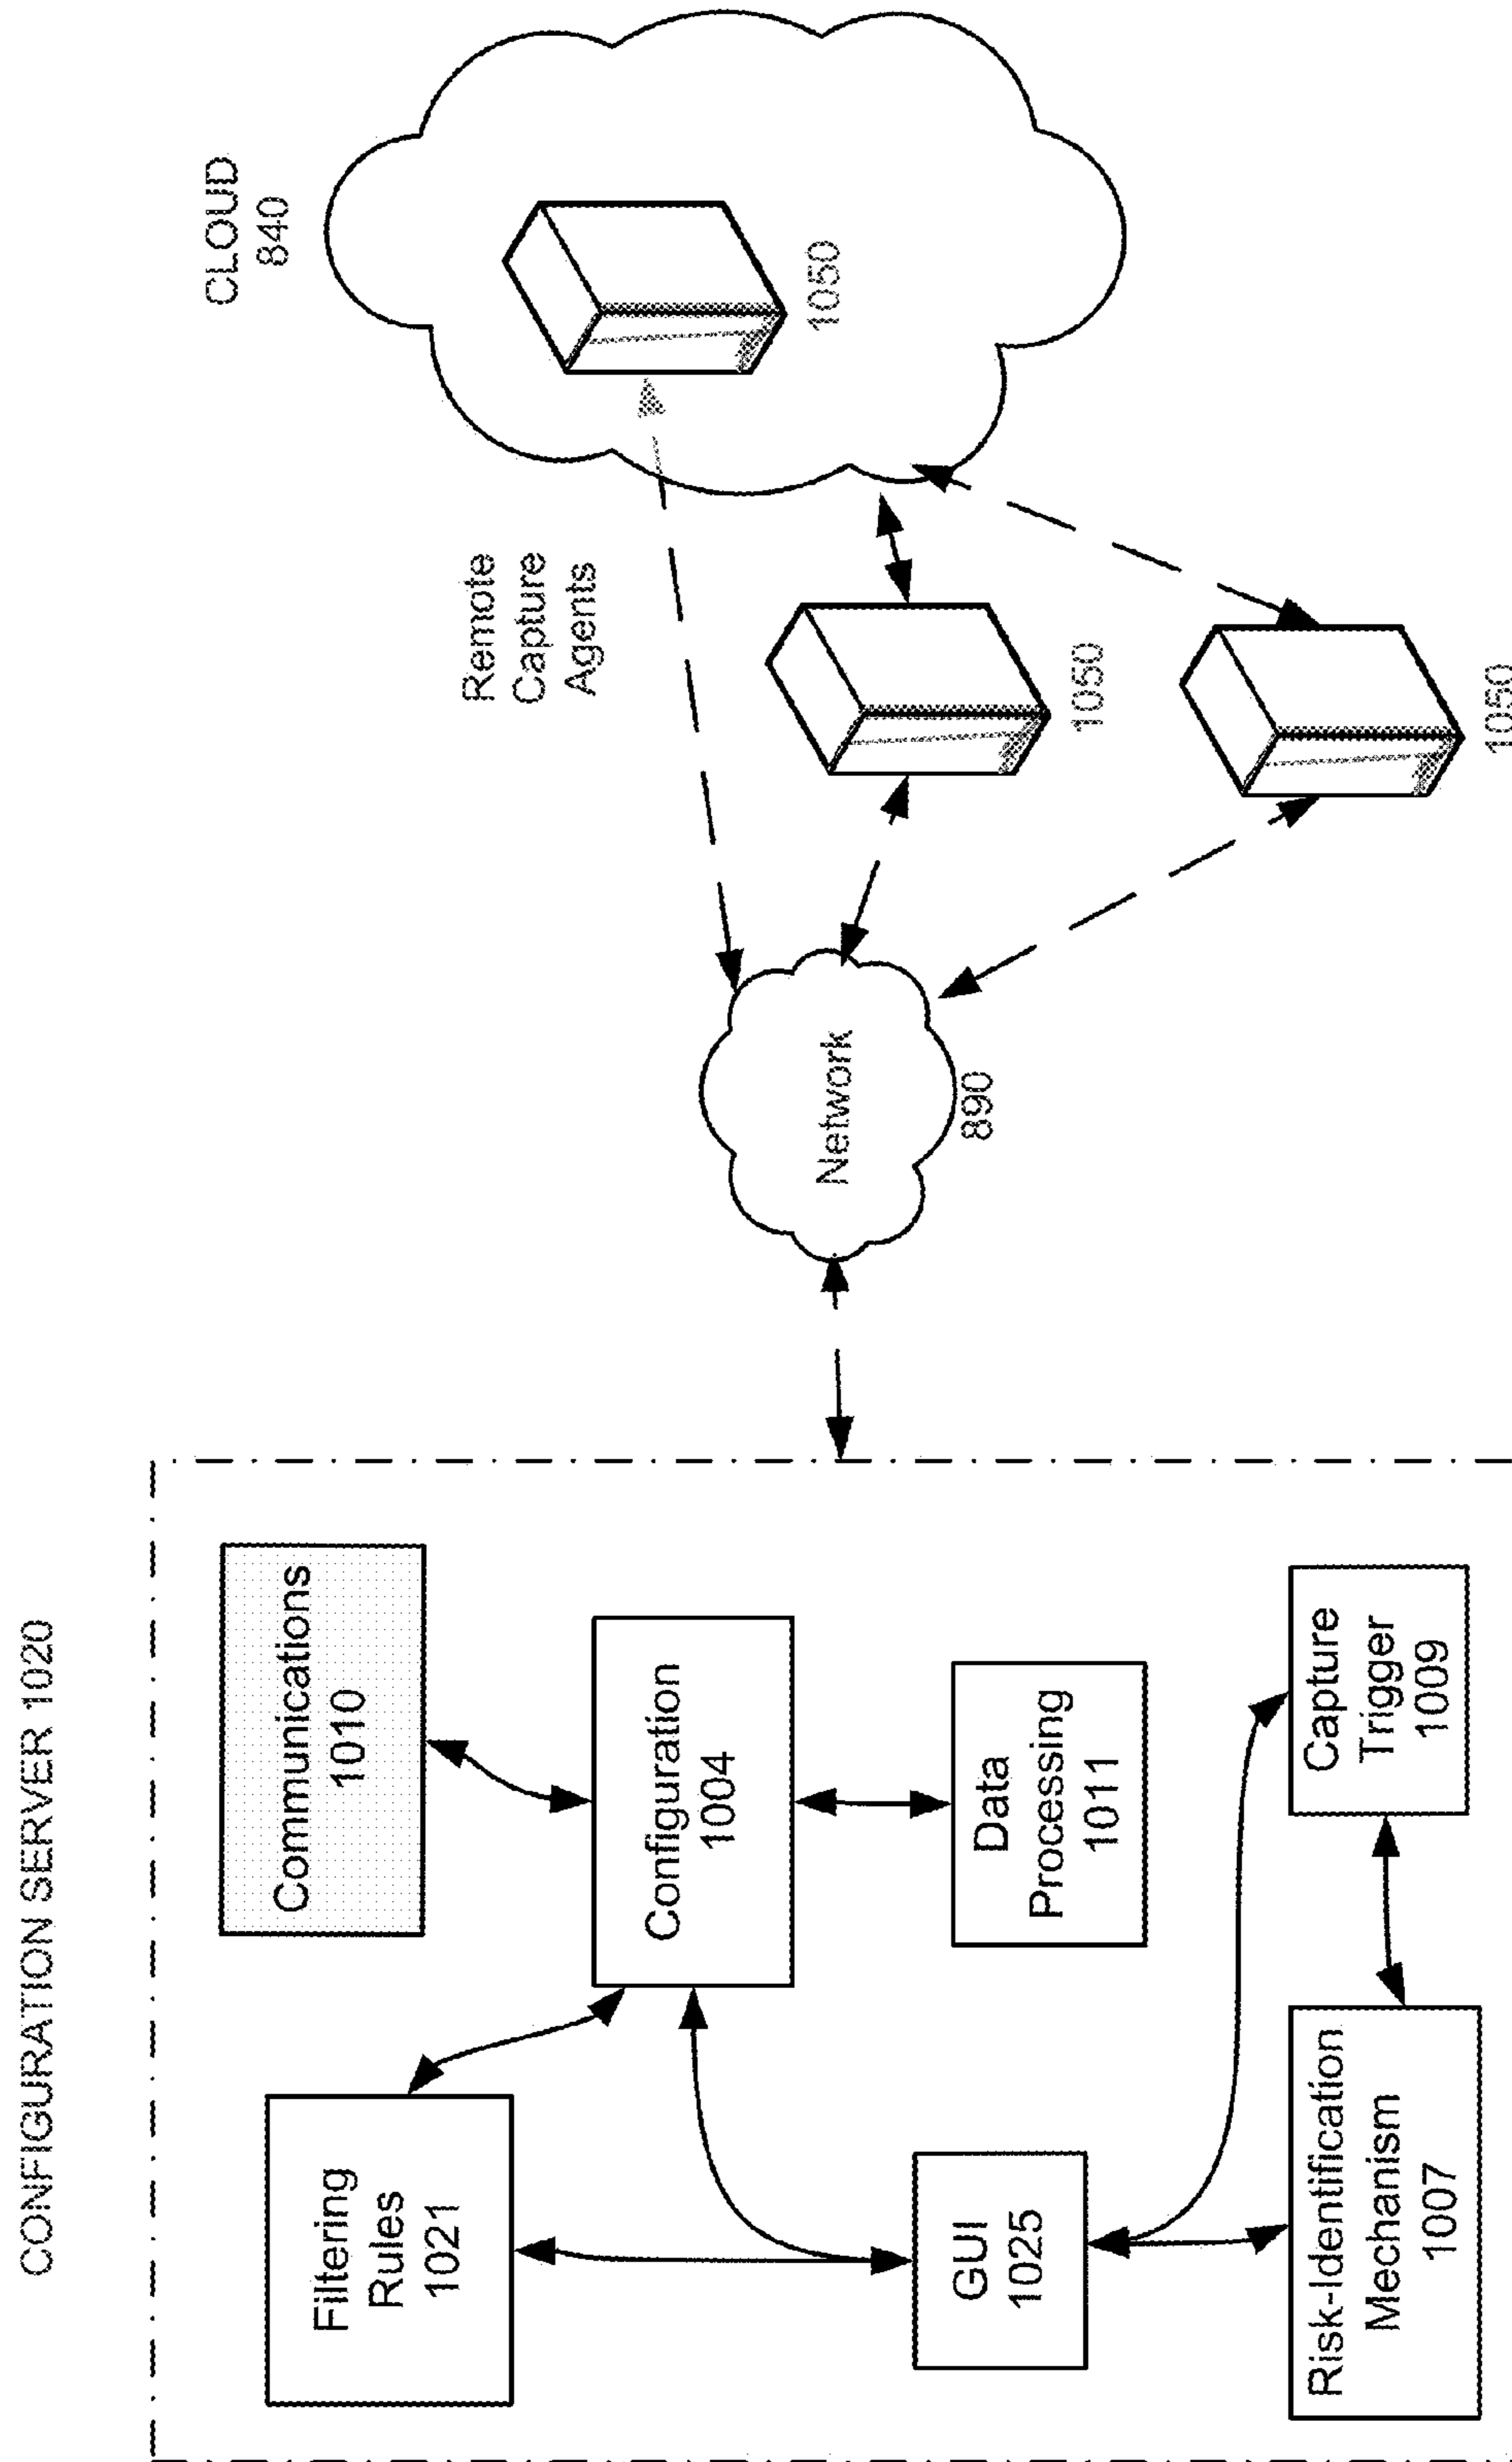 CONFIGURATION SERVER 1020
Filtering
Rules
1021
Communications
1010
Configuration
1004
GUI
1025
Data
Processing
1011
Risk-Identification
Mechanism
1007
Capture
Trigger
1009
Network
890
Remote
Capture
Agents
CLOUD
840
1050
1050
1050